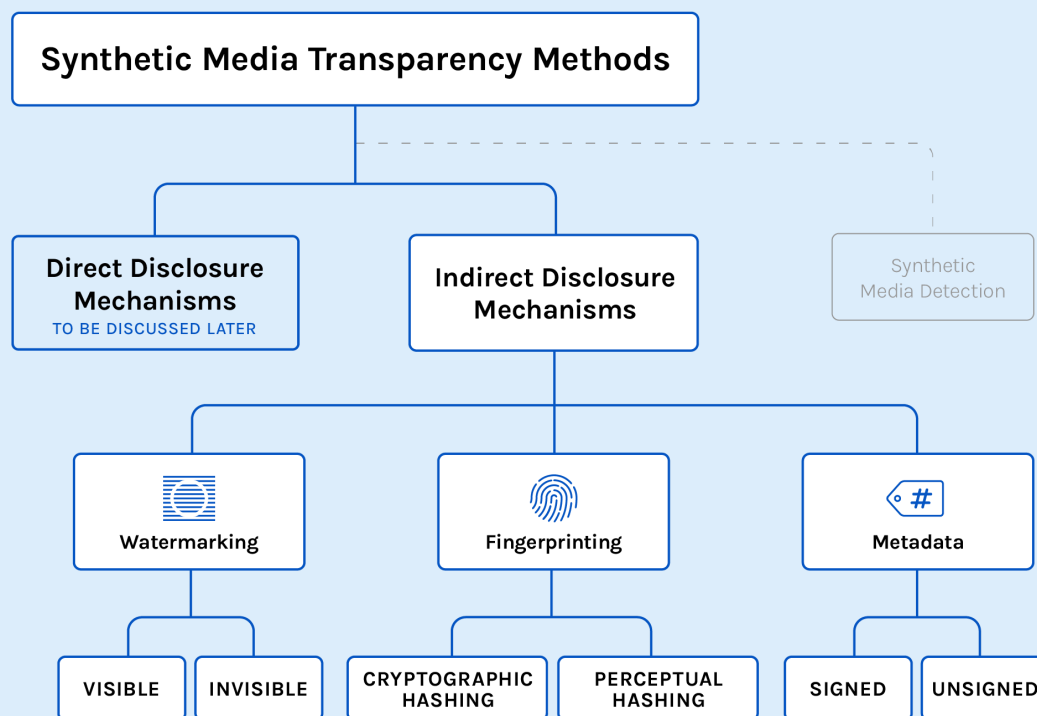 Synthetic Media Transparency Methods
Direct Disclosure
Mechanisms
TO BE DISCUSSED LATER
Indirect Disclosure
Mechanisms
Synthetic
Media Detection
#
Watermarking
Fingerprinting
Metadata
VISIBLE
INVISIBLE
CRYPTOGRAPHIC
HASHING
PERCEPTUAL
HASHING
SIGNED
UNSIGNED